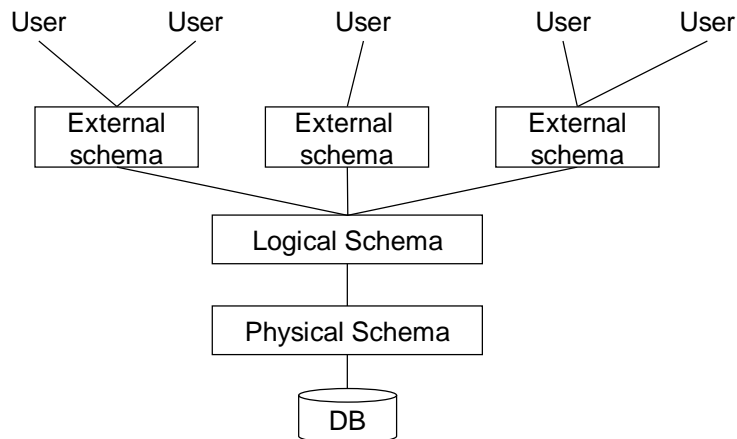 User User User User User
External External External
schema schema schema
Logical Schema
Physical Schema
DB